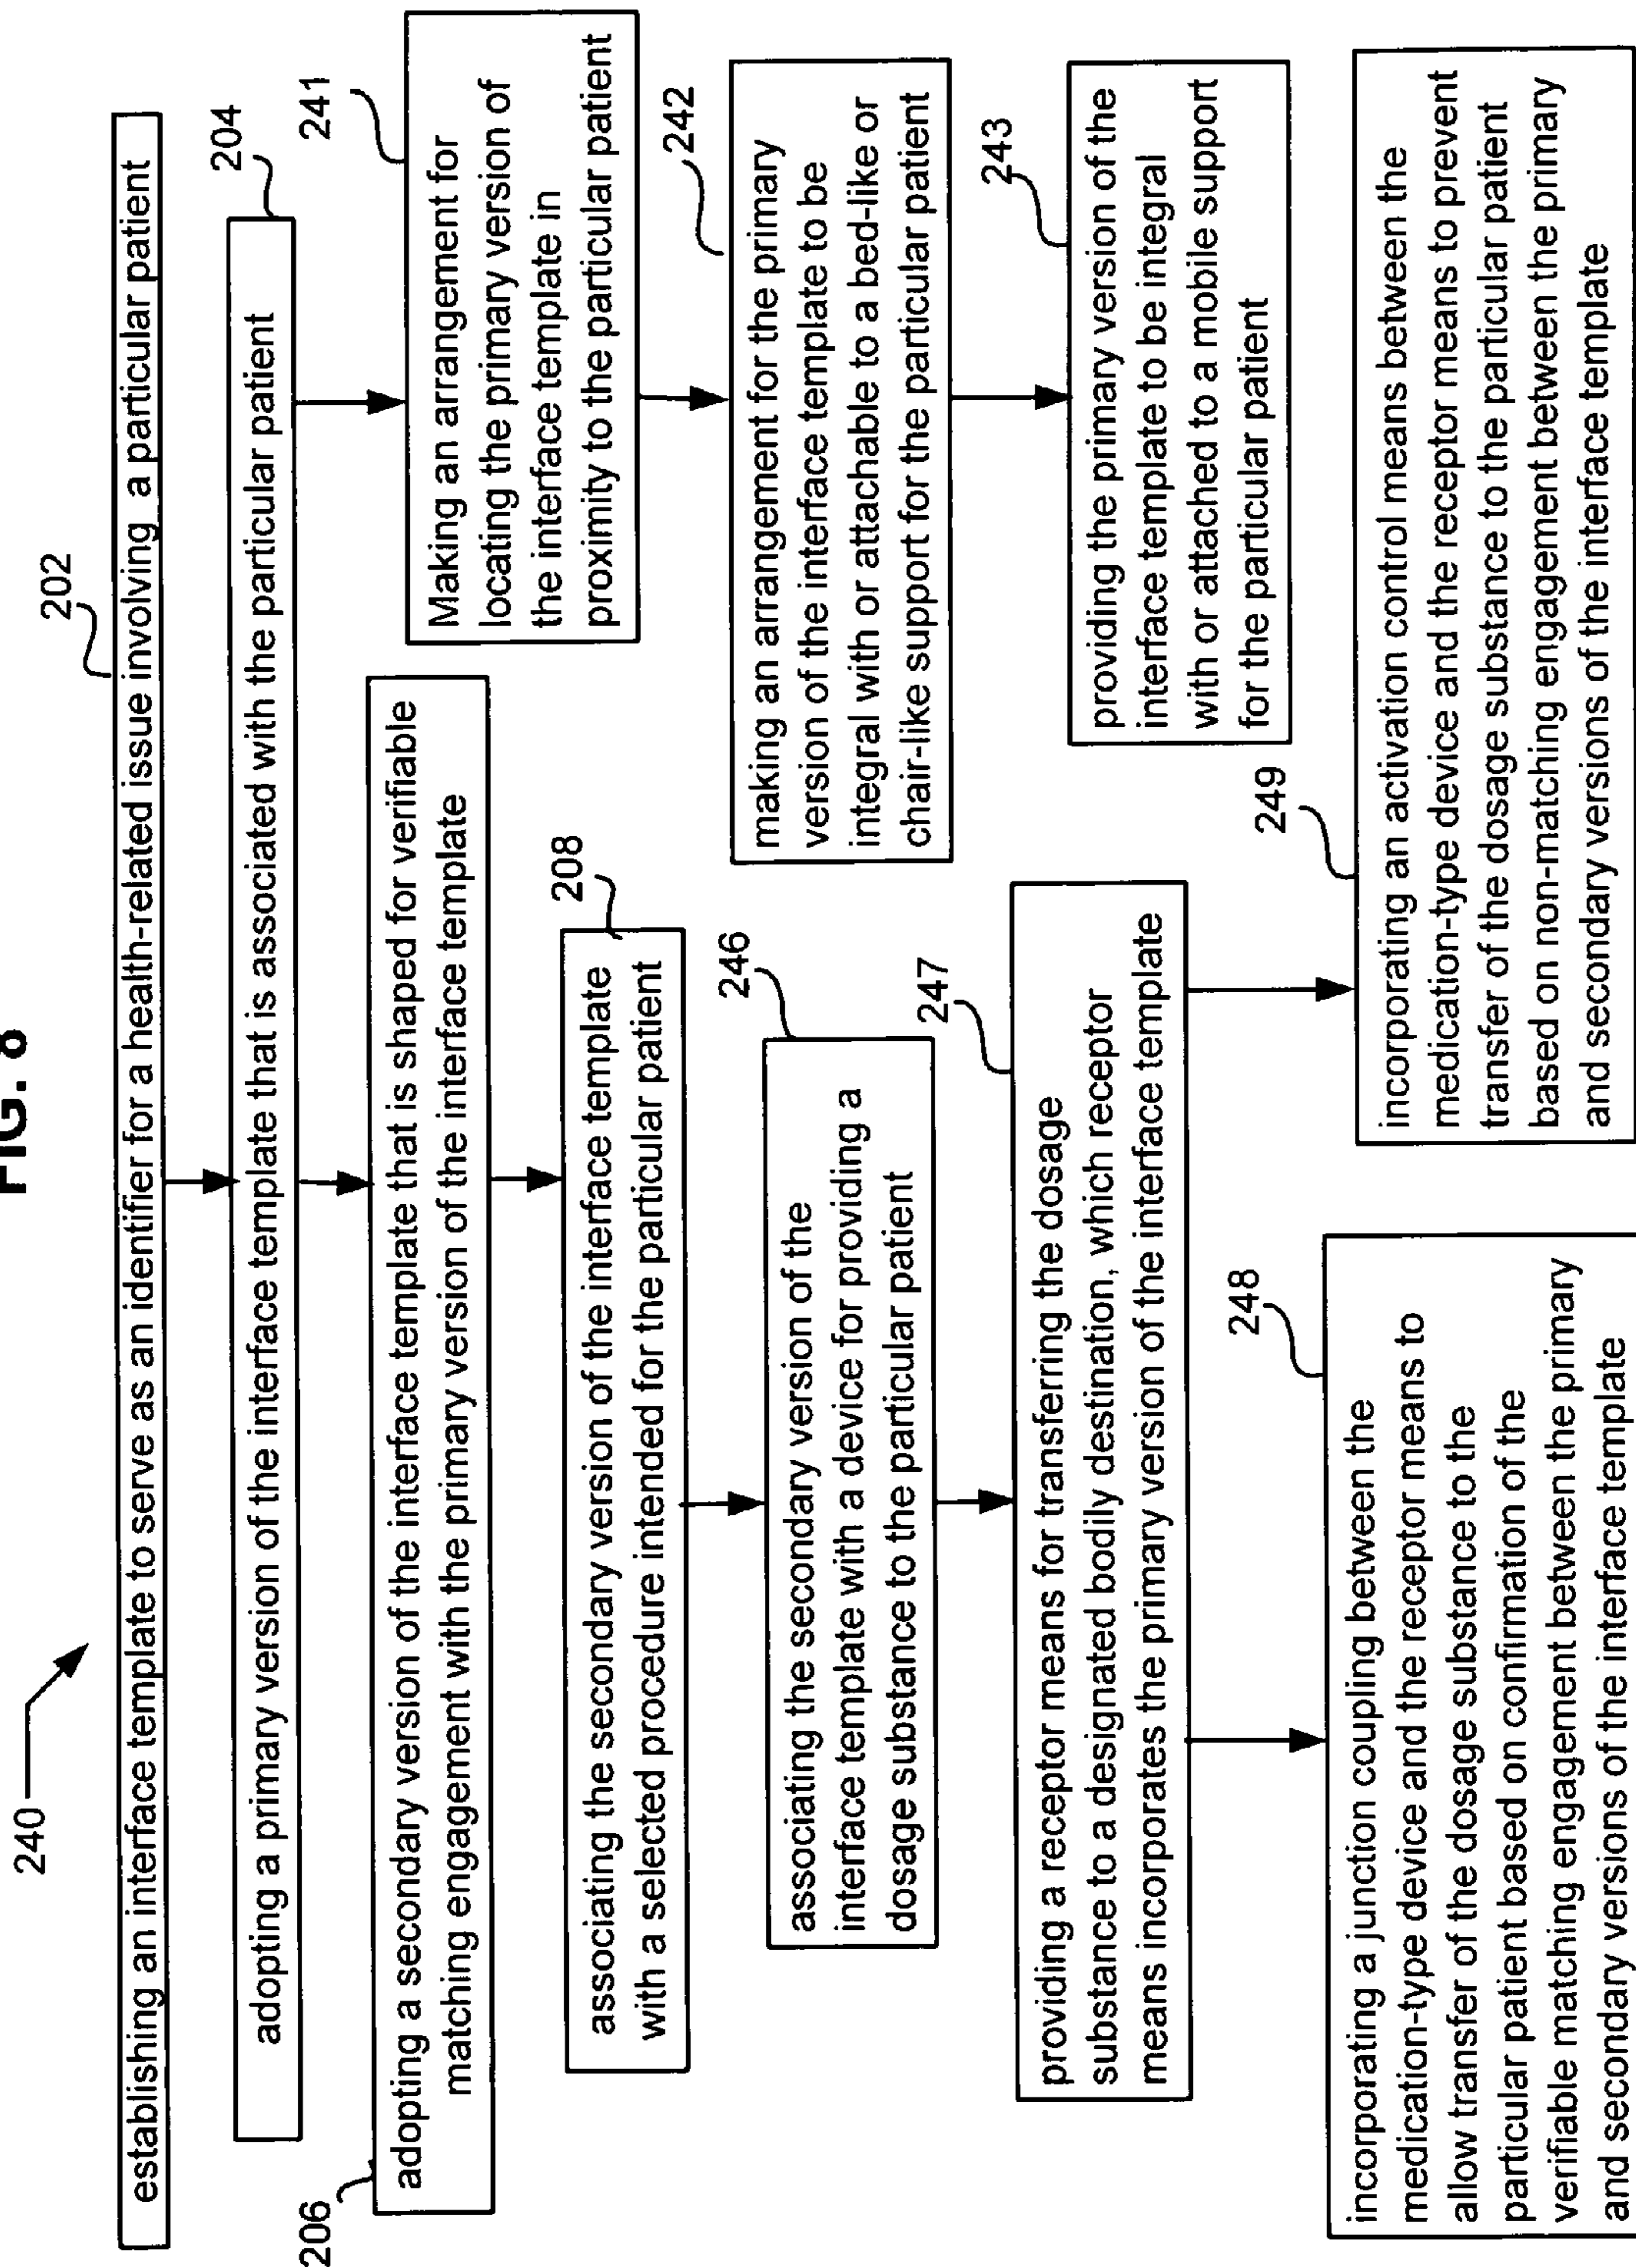 FIG. 8
240
202
establishing an interface template to serve as an identifier for a health-related issue involving a particular patient
204
adopting a primary version of the interface template that is associated with the particular patient
206
adopting a secondary version of the interface template that is shaped for verifiable
matching engagement with the primary version of the interface template
241
Making an arrangement for
locating the primary version of
the interface template in
proximity to the particular patient
208
associating the secondary version of the interface template
with a selected procedure intended for the particular patient
242
making an arrangement for the primary
version of the interface template to be
integral with or attachable to a bed-like or
chair-like support for the particular patient
246
associating the secondary version of the
interface template with a device for providing a
dosage substance to the particular patient
243
providing the primary version of the
interface template to be integral
with or attached to a mobile support
for the particular patient
247
providing a receptor means for transferring the dosage
substance to a designated bodily destination, which receptor
means incorporates the primary version of the interface template
248
incorporating a junction coupling between the
medication-type device and the receptor means to
allow transfer of the dosage substance to the
particular patient based on confirmation of the
verifiable matching engagement between the primary
and secondary versions of the interface template
249
incorporating an activation control means between the
medication-type device and the receptor means to prevent
transfer of the dosage substance to the particular patient
based on non-matching engagement between the primary
and secondary versions of the interface template